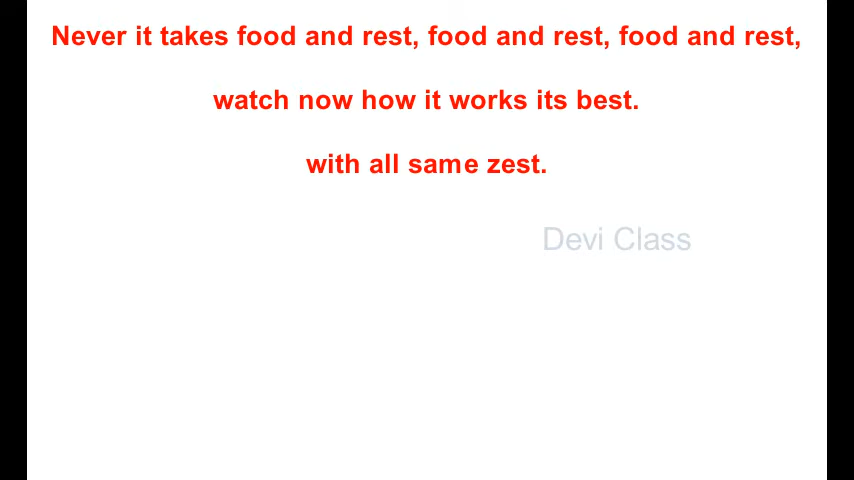 Never it takes food and rest, food and rest, food and rest,
watch now how it works its best.
with all same zest.
Devi Class